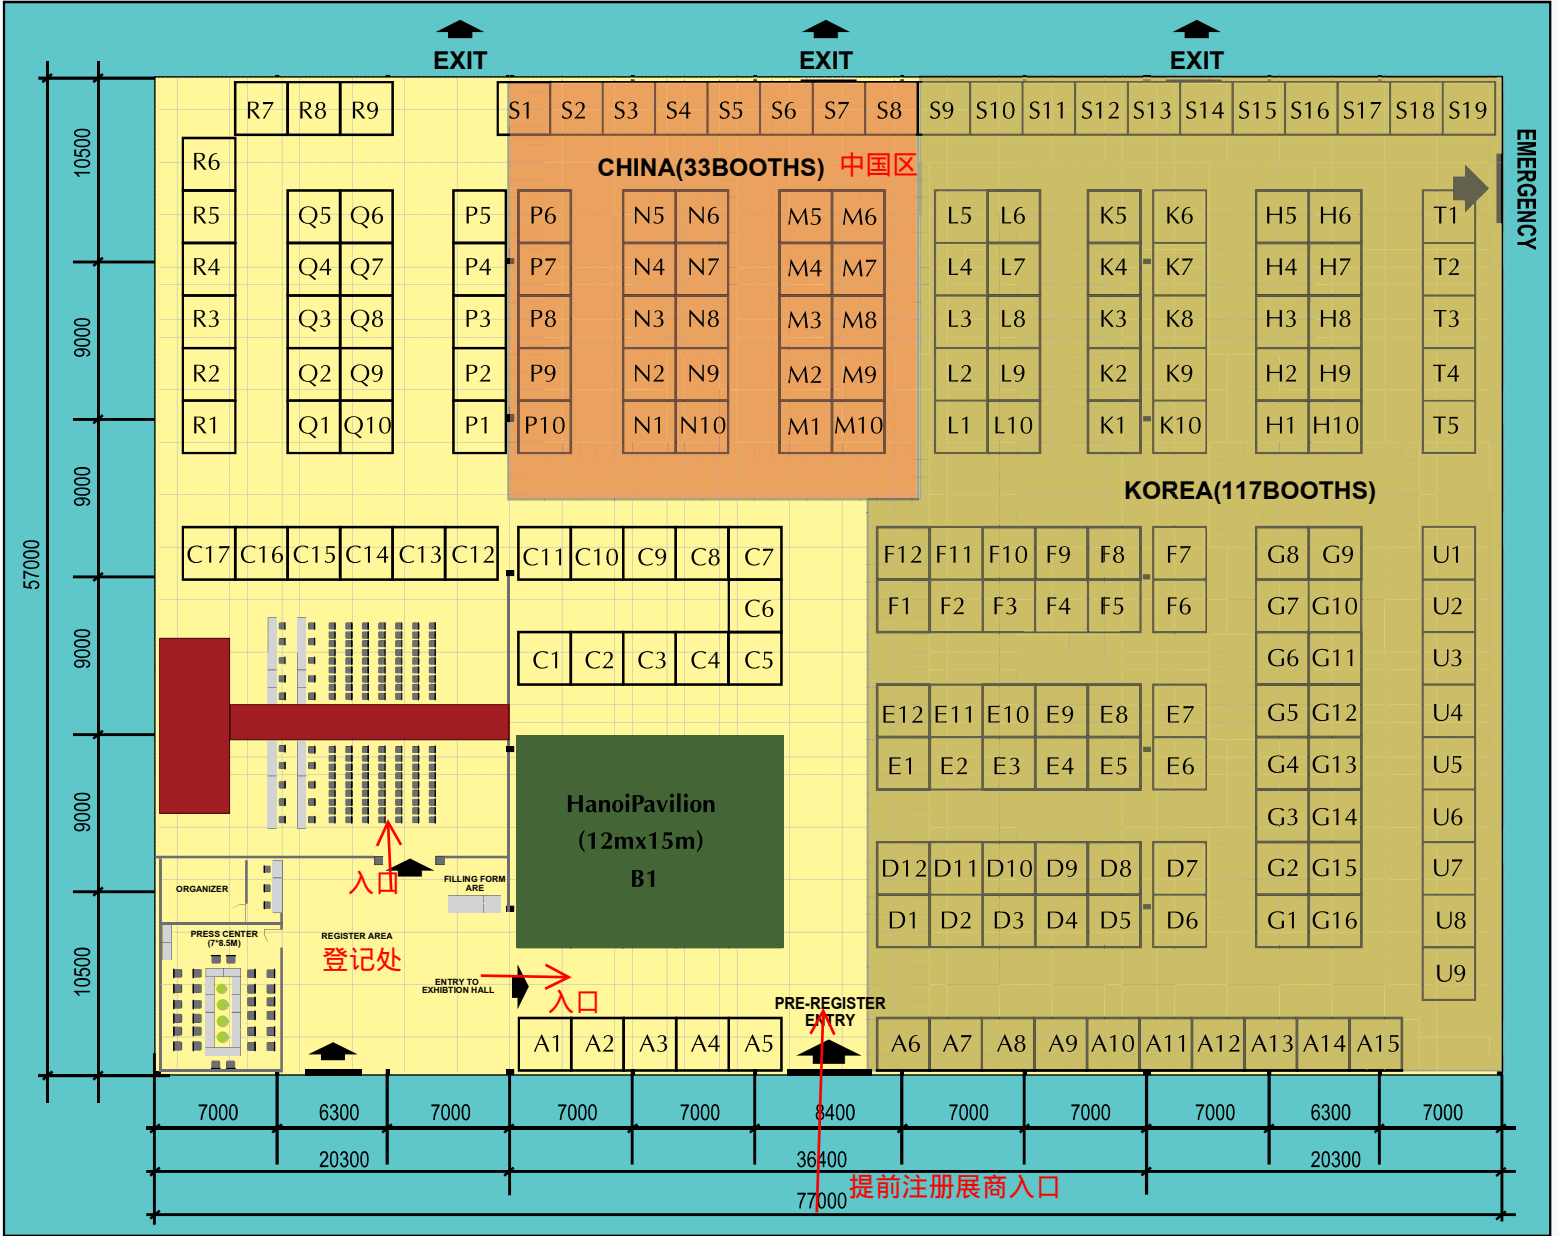 EXIT EXIT EXIT
R7 R8 R9 S1 S2 S3 S4 S5 S6 S7 S8 S9 S10 S11 S12 S13 S14 S15 S16 S17 S18 S19
EMERGENCY
10500
R6 CHINA(33BOOTHS) 中国区
R5 Q5 Q6 P5 P6 N5 N6 M5 M6 L5 L6 K5 K6 H5 H6 T1
R4 Q4 Q7 P4 P7 N4 N7 M4 M7 L4 L7 K4 K7 H4 H7 T2
9000
R3 Q3 Q8 P3 P8 N3 N8 M3 M8 L3 L8 K3 K8 H3 H8 T3
R2 Q2 Q9 P2 P9 N2 N9 M2 M9 L2 L9 K2 K9 H2 H9 T4
R1 Q1 Q10 P1 P10 N1 N10 M1 M10 L1 L10 K1 K10 H1 H10 T5
9000
KOREA(117BOOTHS)
57000
C17 C16 C15 C14 C13 C12 C11 C10 C9 C8 C7 F12 F11 F10 F9 F8 F7 G8 G9 U1
C6 F1 F2 F3 F4 F5 F6 G7 G10 U2
9000
C1 C2 C3 C4 C5 G6 G11 U3
E12 E11 E10 E9 E8 E7 G5 G12 U4
E1 E2 E3 E4 E5 E6 G4 G13 U5
9000
HanoiPavilion
(12mx15m)
B1
G3 G14 U6
D12 D11 D10 D9 D8 D7 G2 G15 U7
D1 D2 D3 D4 D5 D6 G1 G16 U8
U9
入口
ORGANIZER
FILLING FORM
ARE
PRESS CENTER
(7*8.5M)
REGISTER AREA
登记处
10500
ENTRY TO
EXHIBTION HALL
入口
PRE-REGISTER
ENTRY
A1 A2 A3 A4 A5 A6 A7 A8 A9 A10 A11 A12 A13 A14 A15
7000 6300 7000 7000 7000 8400 7000 7000 7000 6300 7000
20300 36400 20300
提前注册展商入口
77000